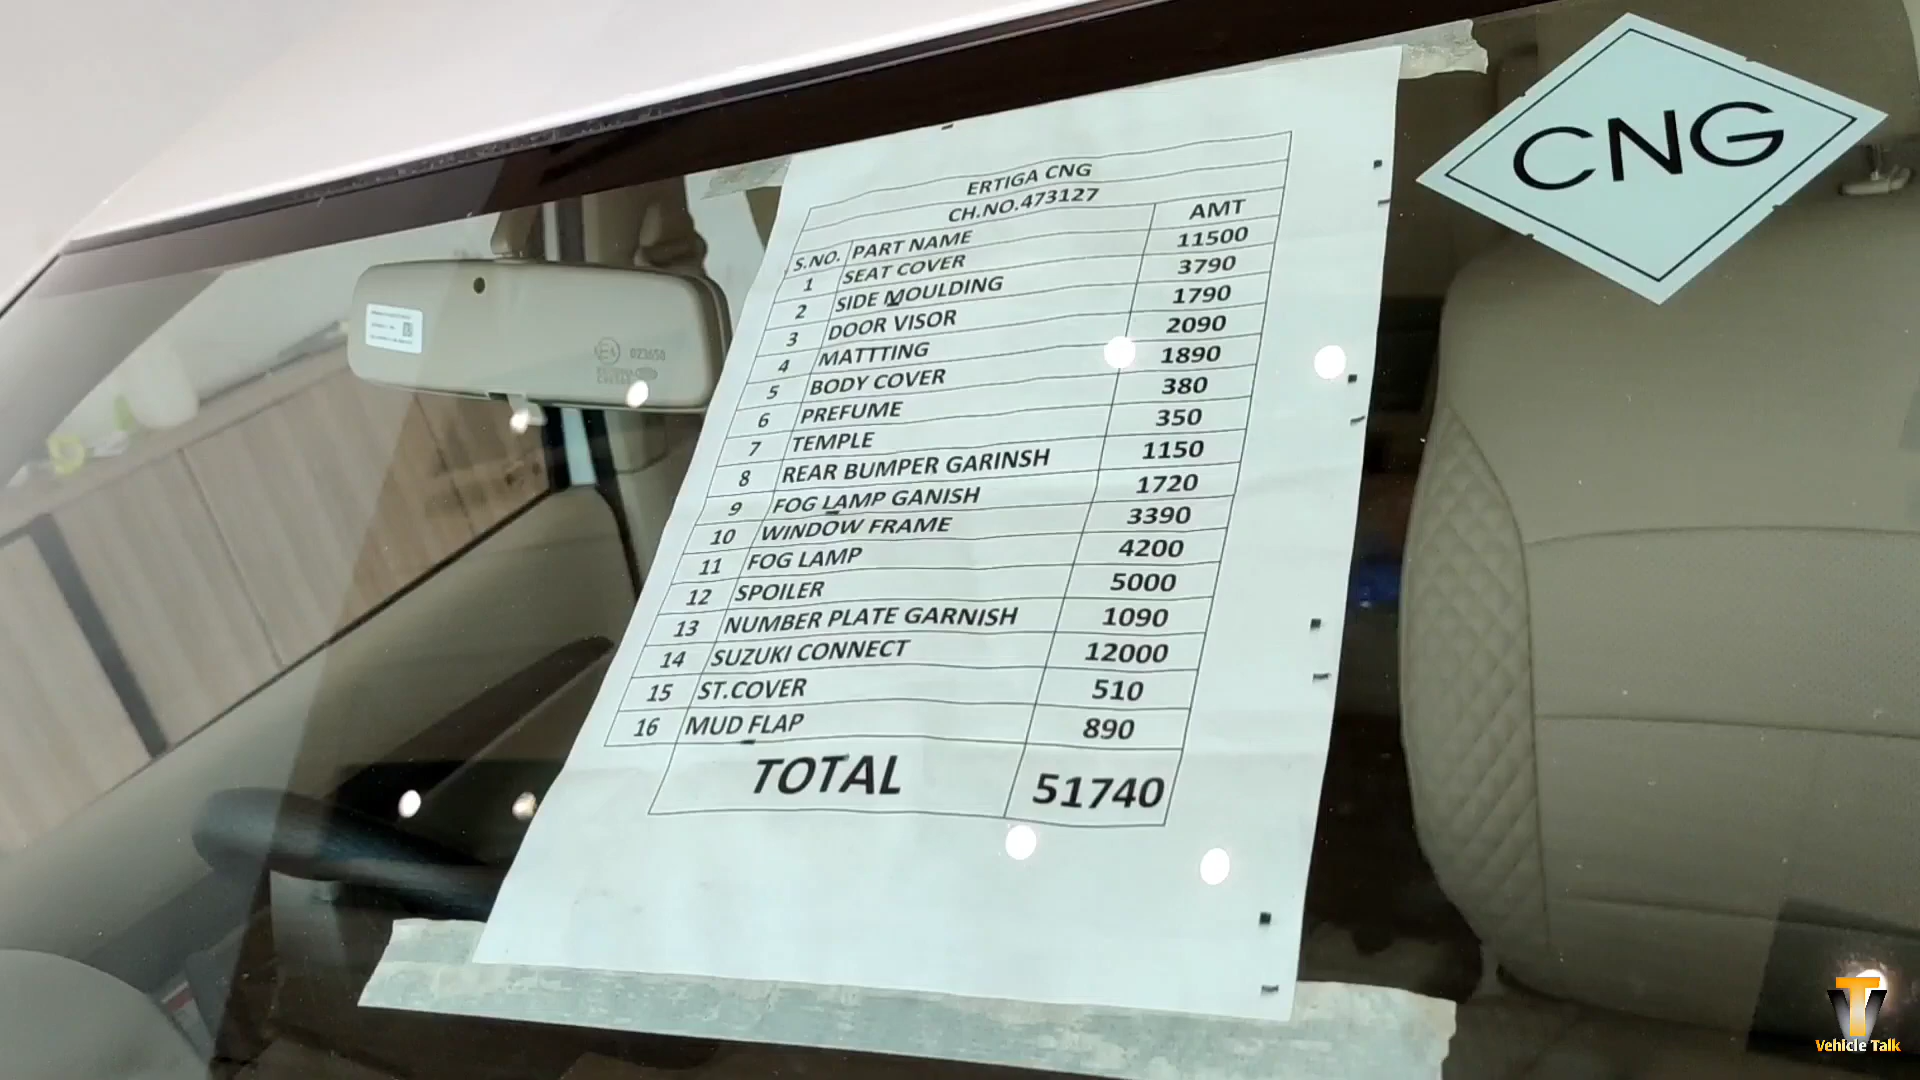 CNG
ERTIGA CNG
CH.NO.473127
S.NO. PART NAME AMT
1 SEAT COVER 11500
2 SIDE MOULDING 3790
3 DOOR VISOR 1790
4 MATTTING 2090
5 BODY COVER 1890
6 PREFUME 380
7 TEMPLE 350
8 REAR BUMPER GARINSH 1150
9 FOG LAMP GANISH 1720
10 WINDOW FRAME 3390
11 FOG LAMP 4200
12 SPOILER 5000
13 NUMBER PLATE GARNISH 1090
14 SUZUKI CONNECT 12000
15 ST.COVER 510
16 MUD FLAP 890
TOTAL 51740
023658
Vehicle Talk